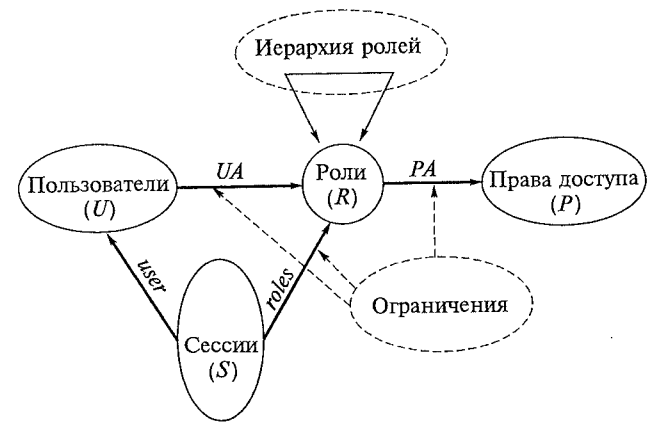 Иерархия ролей
UA
PA
Пользователи
(U)
Роли
(R)
Права доступа
(P)
user
roles
Ограничения
Сессии
(S)